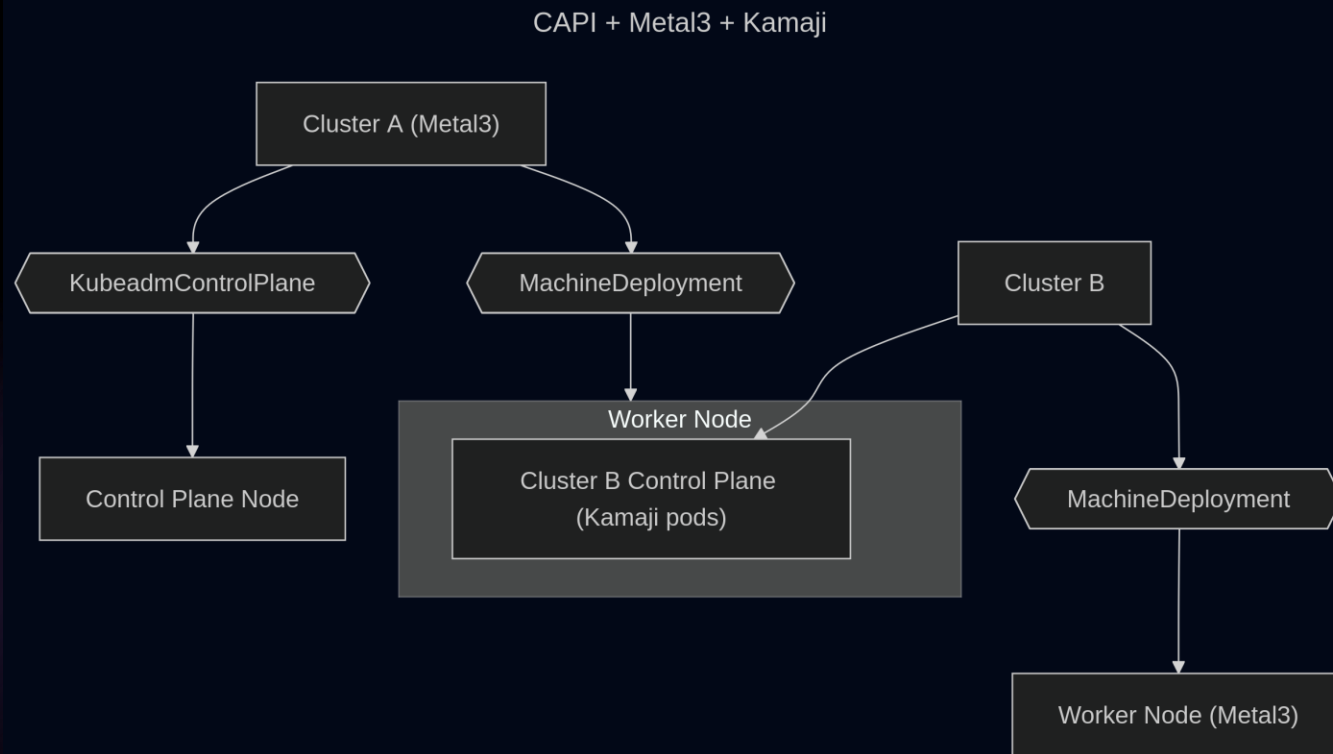 CAPI + Metal3 + Kamaji
Cluster A (Metal3)
KubeadmControlPlane
MachineDeployment
Cluster B
Worker Node
Cluster B Control Plane
(Kamaji pods)
Control Plane Node
MachineDeployment
Worker Node (Metal3)